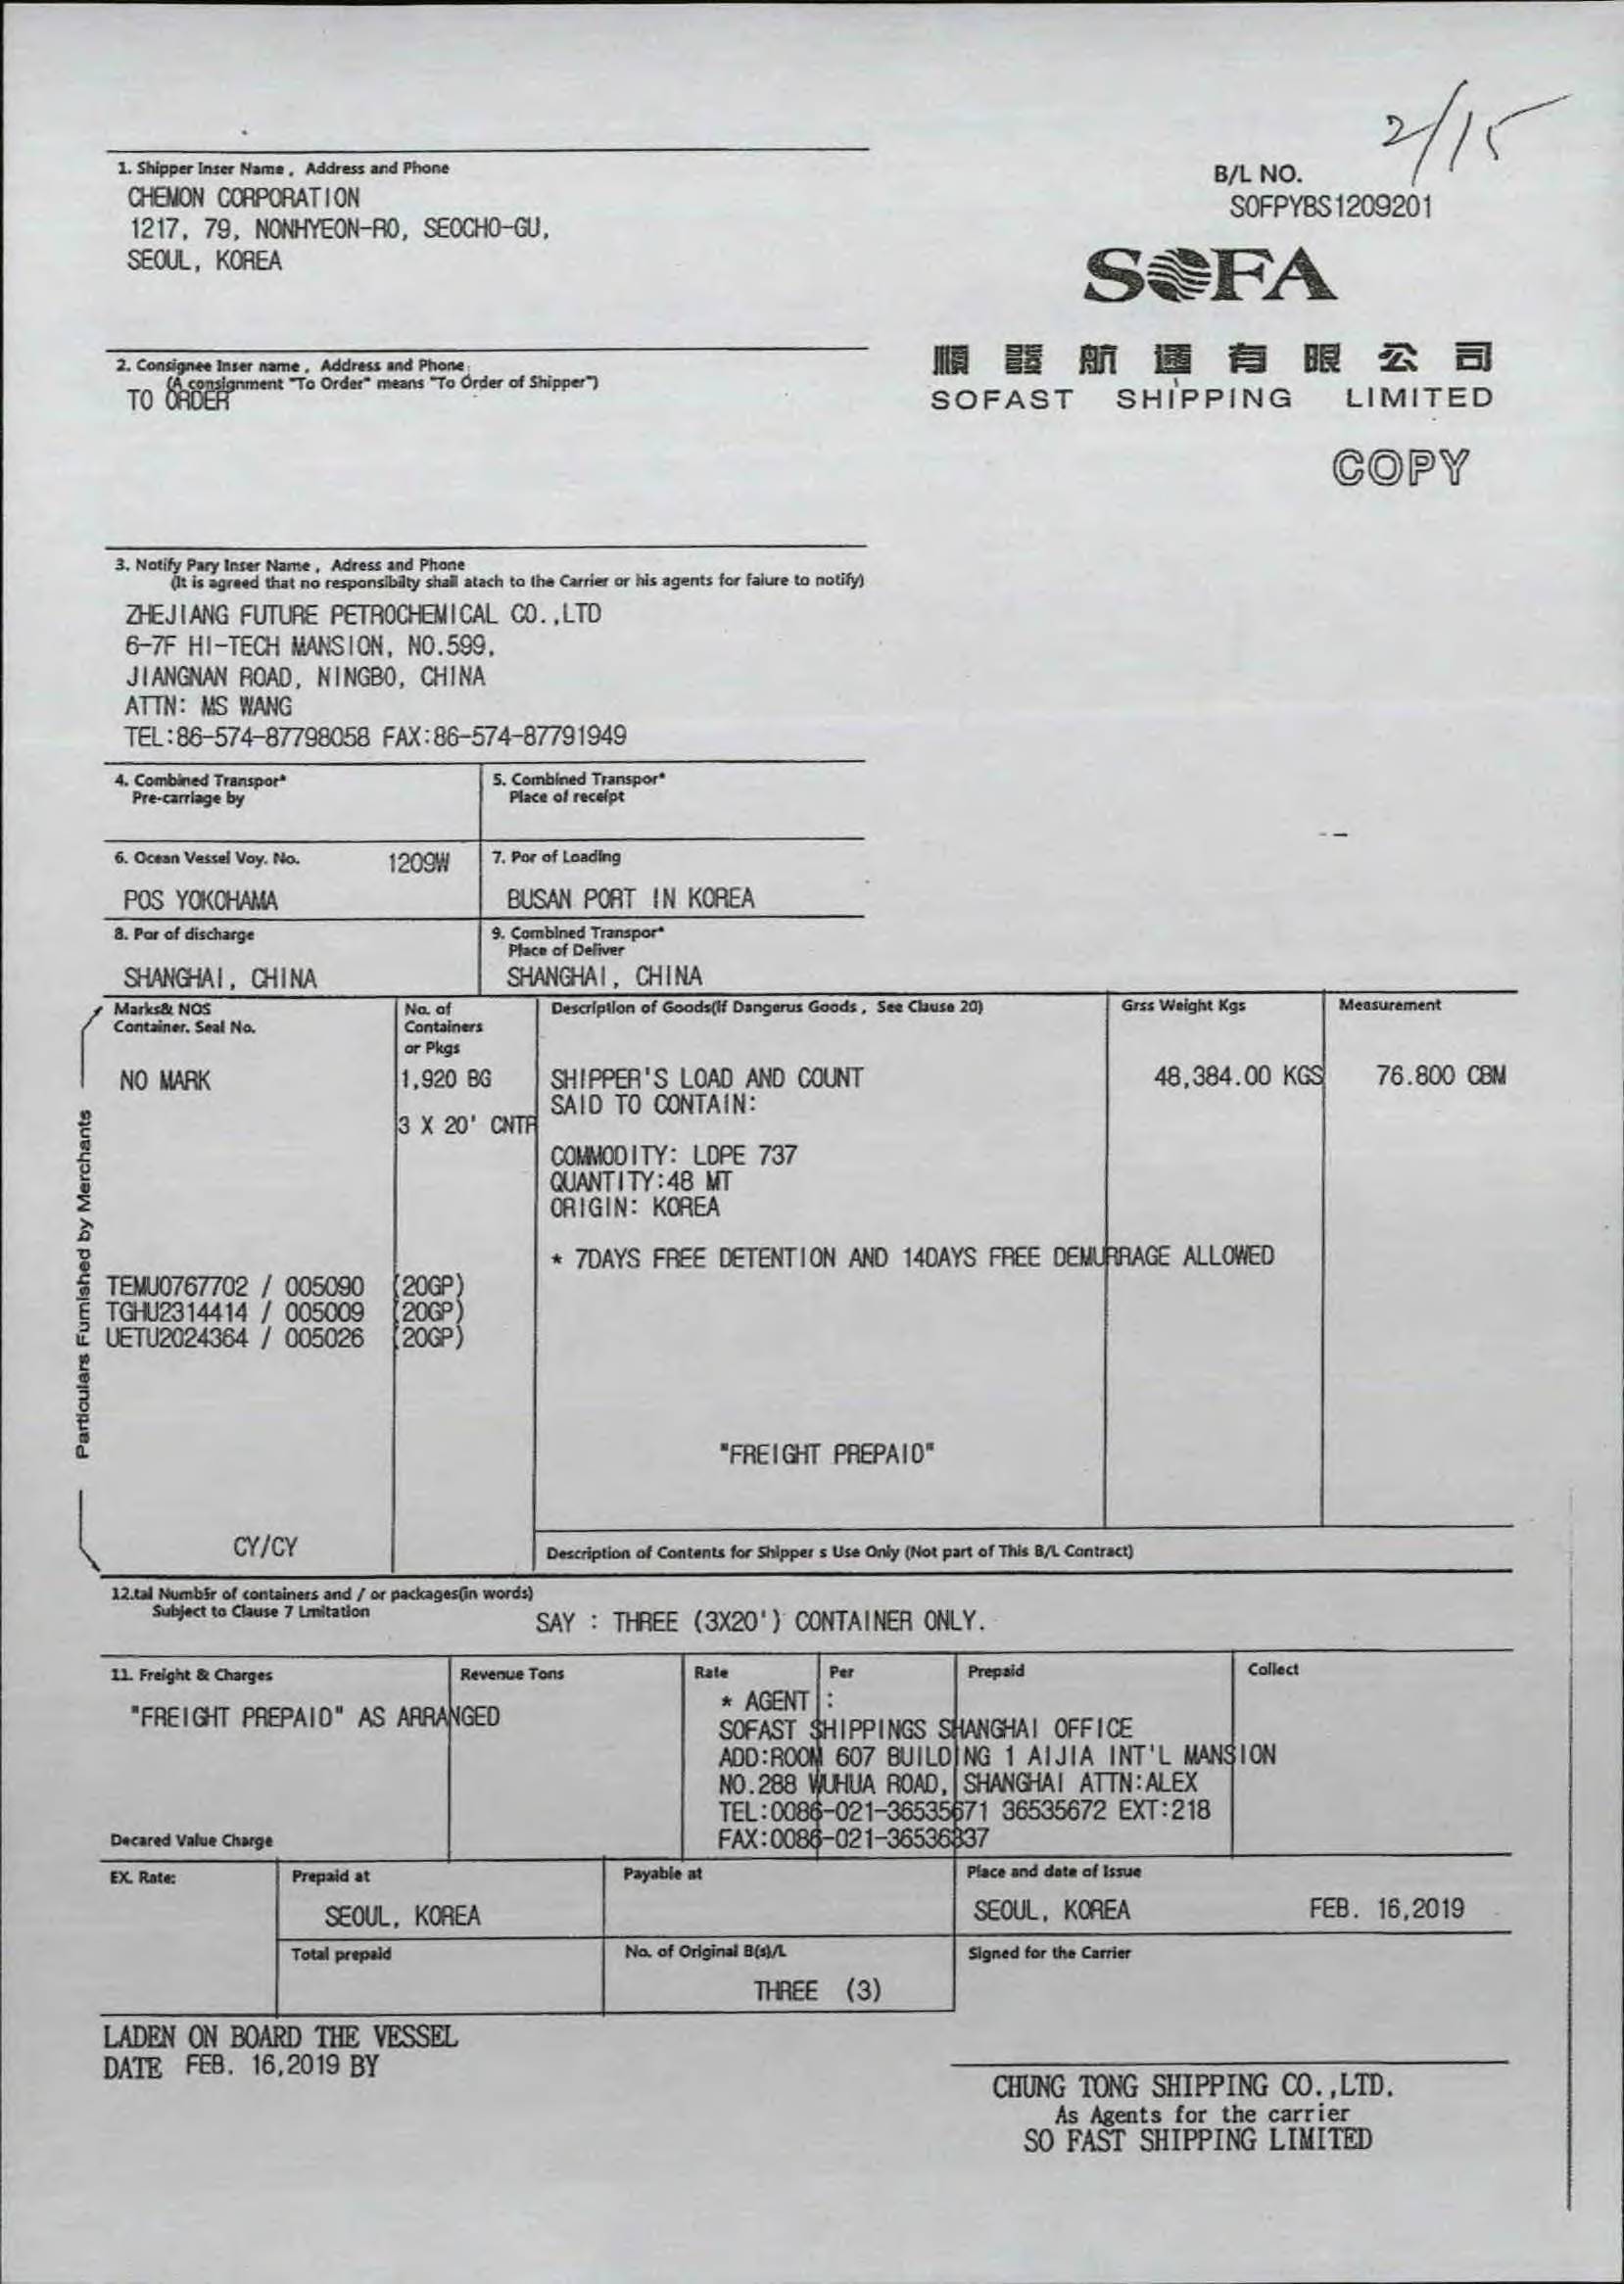 2/15
1. Shipper Inser Name , Address and Phone
CHEMON CORPORATION
1217, 79, NONHYEON-RO, SEOCHO-GU,
SEOUL, KOREA
B/L NO.
SOFPYBS1209201
SOFA
順發航運有限公司
SOFAST SHIPPING LIMITED
COPY
2. Consignee Inser name , Address and Phone
(A consignment "To Order" means "To Order of Shipper")
TO ORDER
3. Notify Pary Inser Name , Adress and Phone
(It is agreed that no responsibilty shall atach to the Carrier or his agents for falure to notify)
ZHEJIANG FUTURE PETROCHEMICAL CO.,LTD
6-7F HI-TECH MANSION, NO.599,
JIANGNAN ROAD, NINGBO, CHINA
ATTN: MS WANG
TEL:86-574-87798058 FAX:86-574-87791949
4. Combined Transpor*
Pre-carriage by
5. Combined Transpor*
Place of receipt
6. Ocean Vessel Voy. No. 1209W
POS YOKOHAMA
7. Por of Loading
BUSAN PORT IN KOREA
8. Por of discharge
SHANGHAI, CHINA
9. Combined Transpor*
Place of Deliver
SHANGHAI, CHINA
Marks& NOS
Container. Seal No.
No. of
Containers
or Pkgs
Description of Goods(If Dangerus Goods , See Clause 20)
Grss Weight Kgs
Measurement
NO MARK
1,920 BG
3 X 20' CNTR
SHIPPER'S LOAD AND COUNT
SAID TO CONTAIN:
48,384.00 KGS
76.800 CBM
COMMODITY: LDPE 737
QUANTITY:48 MT
ORIGIN: KOREA
* 7DAYS FREE DETENTION AND 14DAYS FREE DEMURRAGE ALLOWED
TEMU0767702 / 005090 (20GP)
TGHU2314414 / 005009 (20GP)
UETU2024364 / 005026 (20GP)
Particulars Furnished by Merchants
"FREIGHT PREPAID"
CY/CY
Description of Contents for Shipper s Use Only (Not part of This B/L Contract)
12.tal Numbir of containers and / or packages(in words)
Subject to Clause 7 Lmitation
SAY : THREE (3X20') CONTAINER ONLY.
11. Freight & Charges
Revenue Tons
Rate
Per
Prepaid
Collect
"FREIGHT PREPAID" AS ARRANGED
* AGENT :
SOFAST SHIPPINGS SHANGHAI OFFICE
ADD:ROOM 607 BUILDING 1 AIJIA INT'L MANSION
NO.288 WUHUA ROAD, SHANGHAI ATTN:ALEX
TEL:0086-021-36535671 36535672 EXT:218
FAX:0086-021-36536337
Decared Value Charge
EX. Rate:
Prepaid at
SEOUL, KOREA
Payable at
Place and date of Issue
SEOUL, KOREA FEB. 16,2019
Total prepaid
No. of Original B(s)/L
THREE (3)
Signed for the Carrier
LADEN ON BOARD THE VESSEL
DATE FEB. 16,2019 BY
CHUNG TONG SHIPPING CO.,LTD.
As Agents for the carrier
SO FAST SHIPPING LIMITED